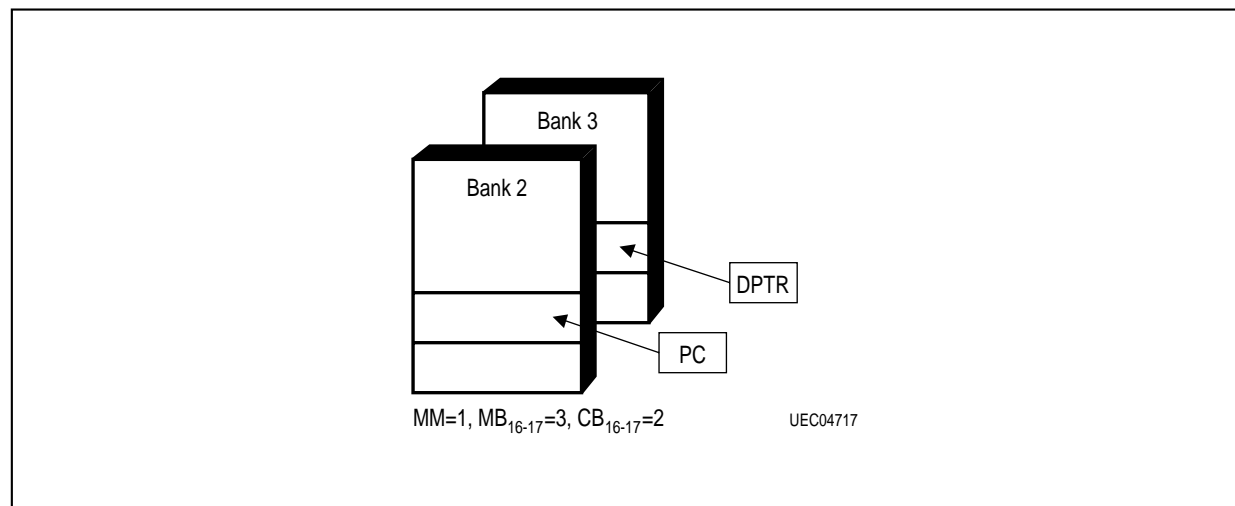 Bank 3
Bank 2
DPTR
PC
MM=1, MB16-17=3, CB16-17=2
UEC04717